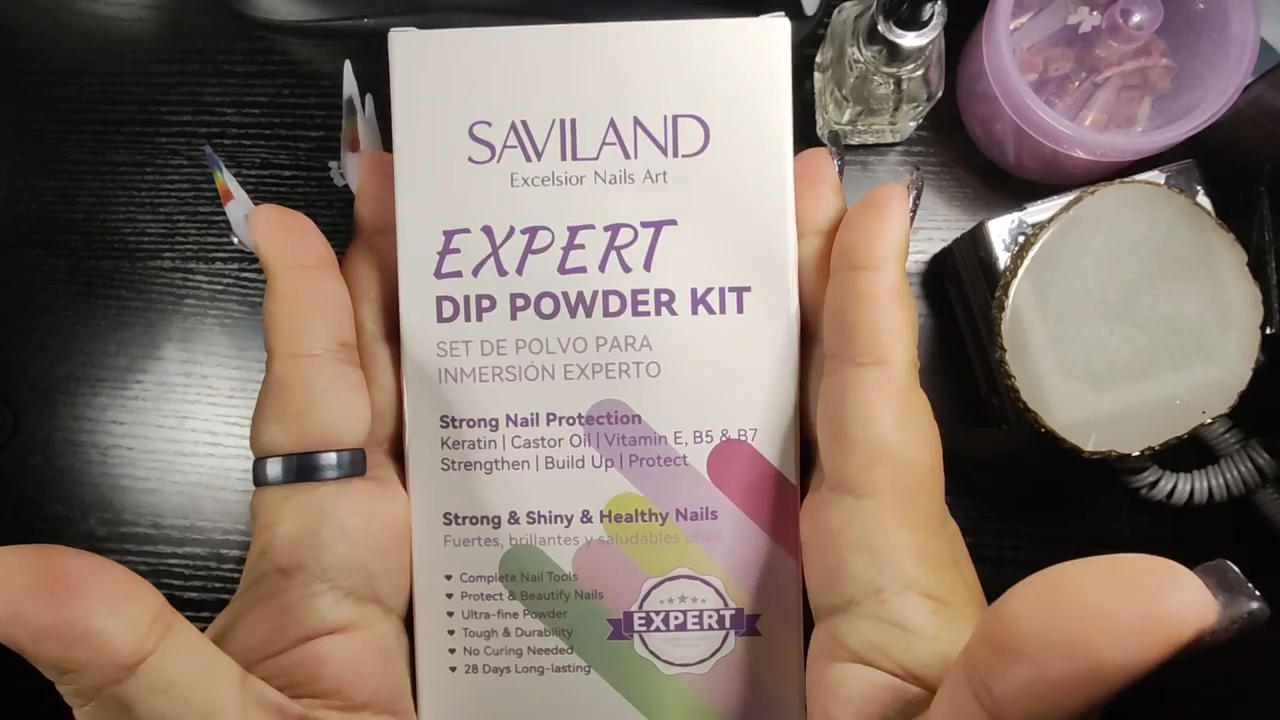 SAVILAND
Excelsior Nails Art
EXPERT
DIP POWDER KIT
SET DE POLVO PARA
INMERSIÓN EXPERTO
Strong Nail Protection
Keratin | Castor Oil | Vitamin E, B5 & B7
Strengthen | Build Up | Protect
Strong & Shiny & Healthy Nails
Fuertes, brillantes y saludables uñas
♥ Complete Nail Tools
♥ Protect & Beautify Nails
♥ Ultra-fine Powder
♥ Tough & Durability
♥ No Curing Needed
♥ 28 Days Long-lasting
EXPERT